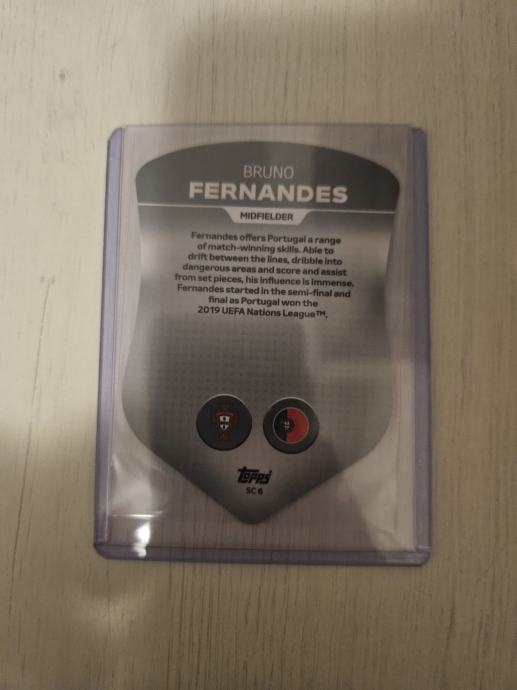 BRUNO
FERNANDES
MIDFIELDER
Fernandes offers Portugal a range
of match-winning skills. Able to
drift between the lines, dribble into
dangerous areas and score and assist
from set pieces, his influence is immense.
Fernandes started in the semi-final and
final as Portugal won the
2019 UEFA Nations League™.
Topps
SC 6